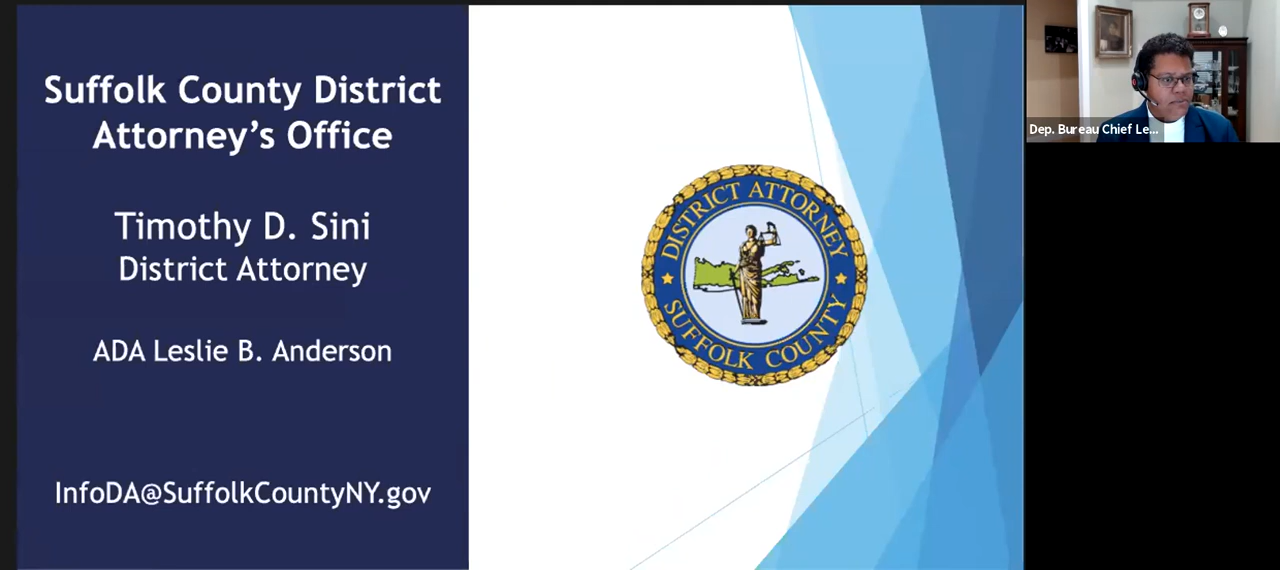 Suffolk County District
Attorney's Office
Timothy D. Sini
District Attorney
ADA Leslie B. Anderson
InfoDA@SuffolkCountyNY.gov
DISTRICT ATTORNEY
SUFFOLK COUNTY
Dep. Bureau Chief Le...